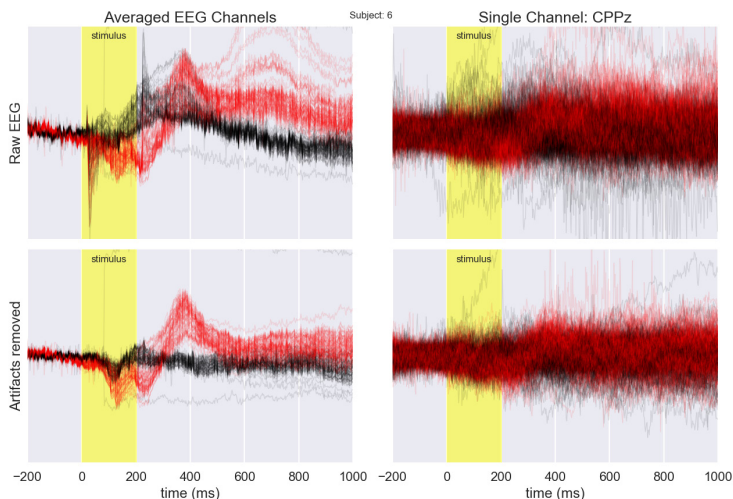 Averaged EEG Channels
Subject: 6
Single Channel: CPPz
Raw EEG
stimulus
stimulus
Artifacts removed
stimulus
stimulus
−200 0 200 400 600 800 1000
−200 0 200 400 600 800 1000
time (ms)
time (ms)